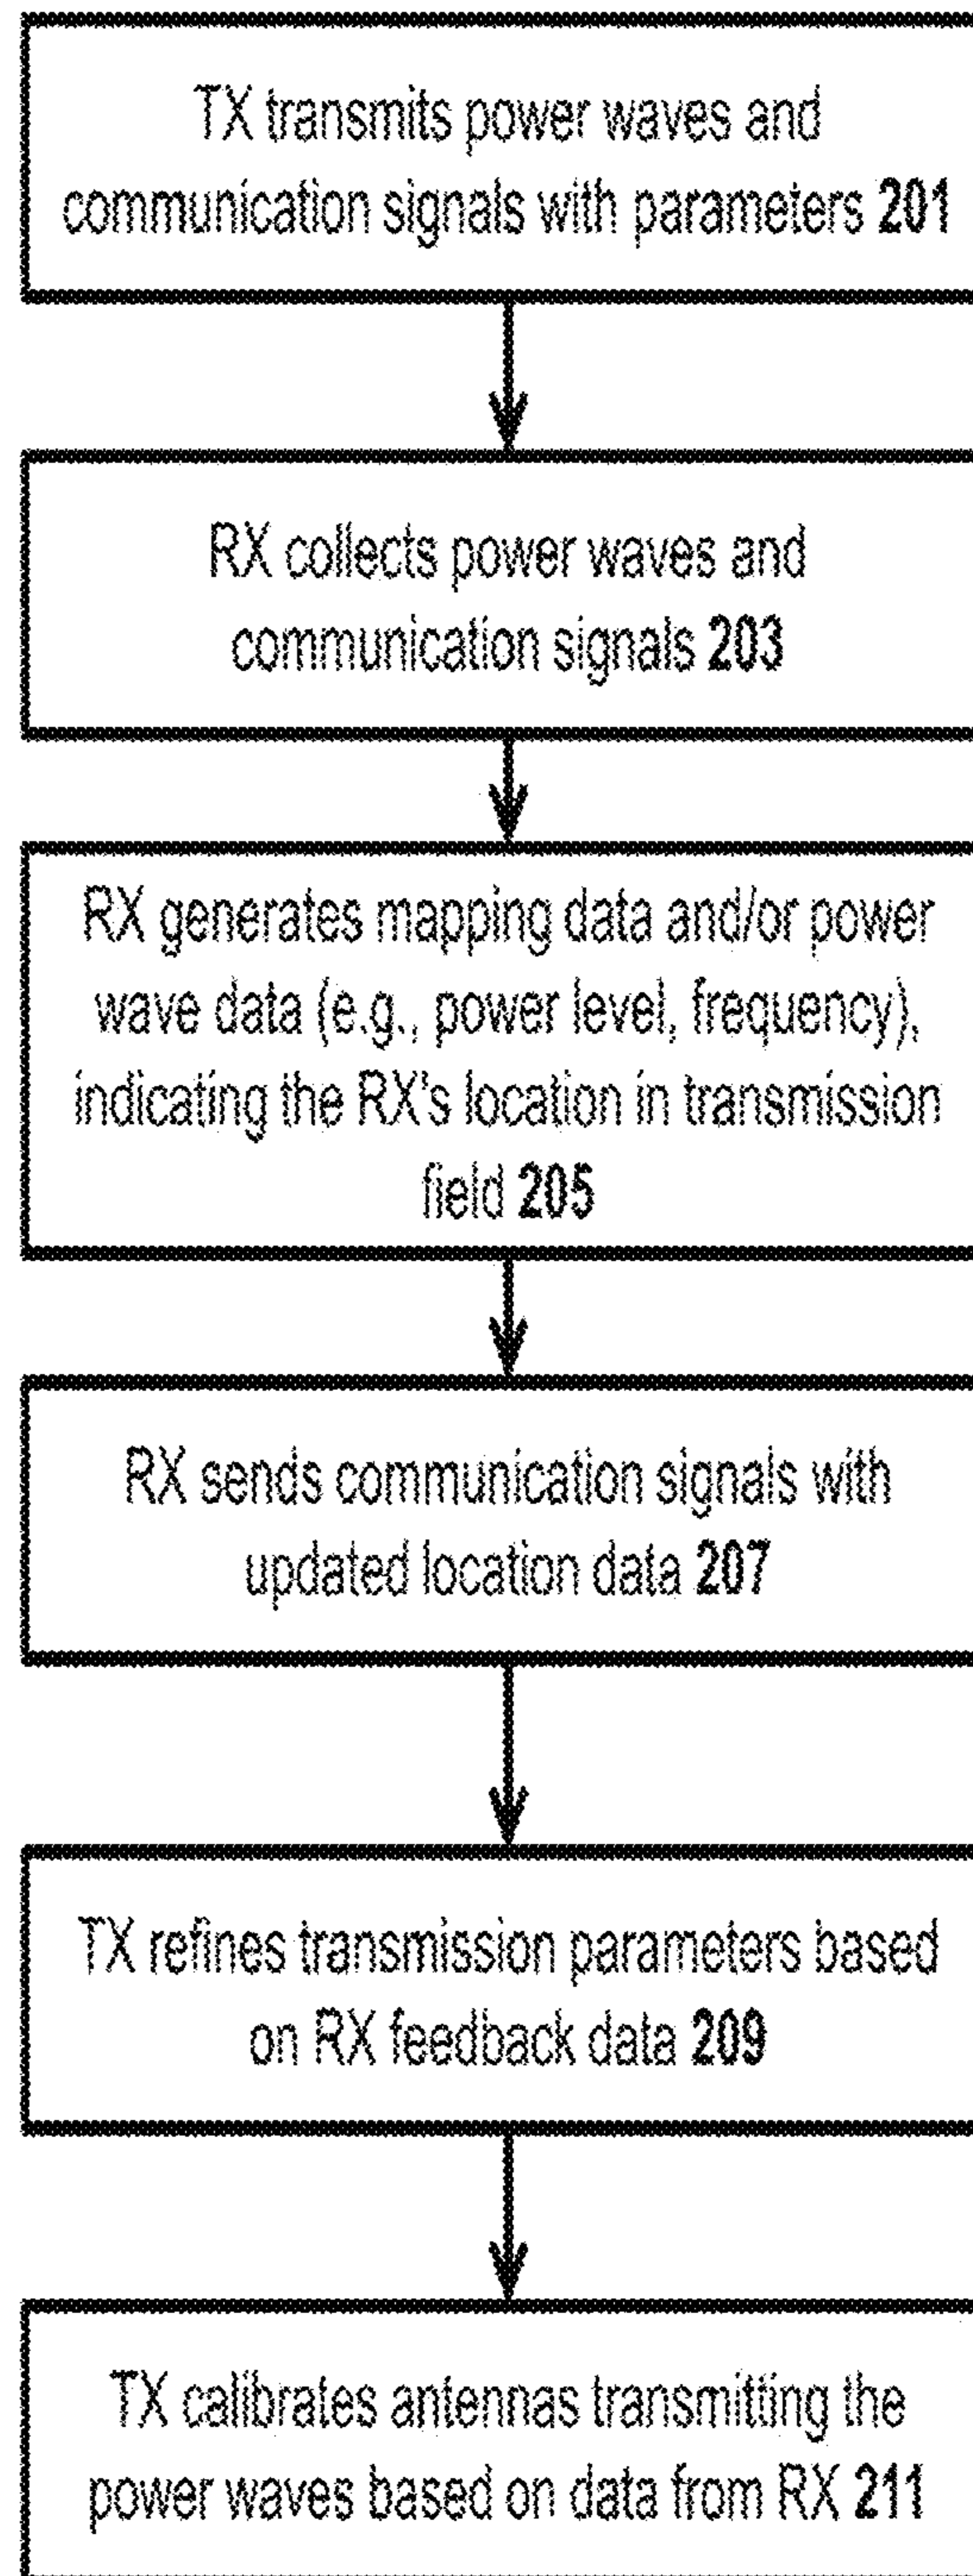 TX transmits power waves and
communication signals with parameters 201
RX collects power waves and
communication signals 203
RX generates mapping data and/or power
wave data (e.g., power level, frequency),
indicating the RX's location in transmission
field 205
RX sends communication signals with
updated location data 207
TX refines transmission parameters based
on RX feedback data 209
TX calibrates antennas transmitting the
power waves based on data from RX 211